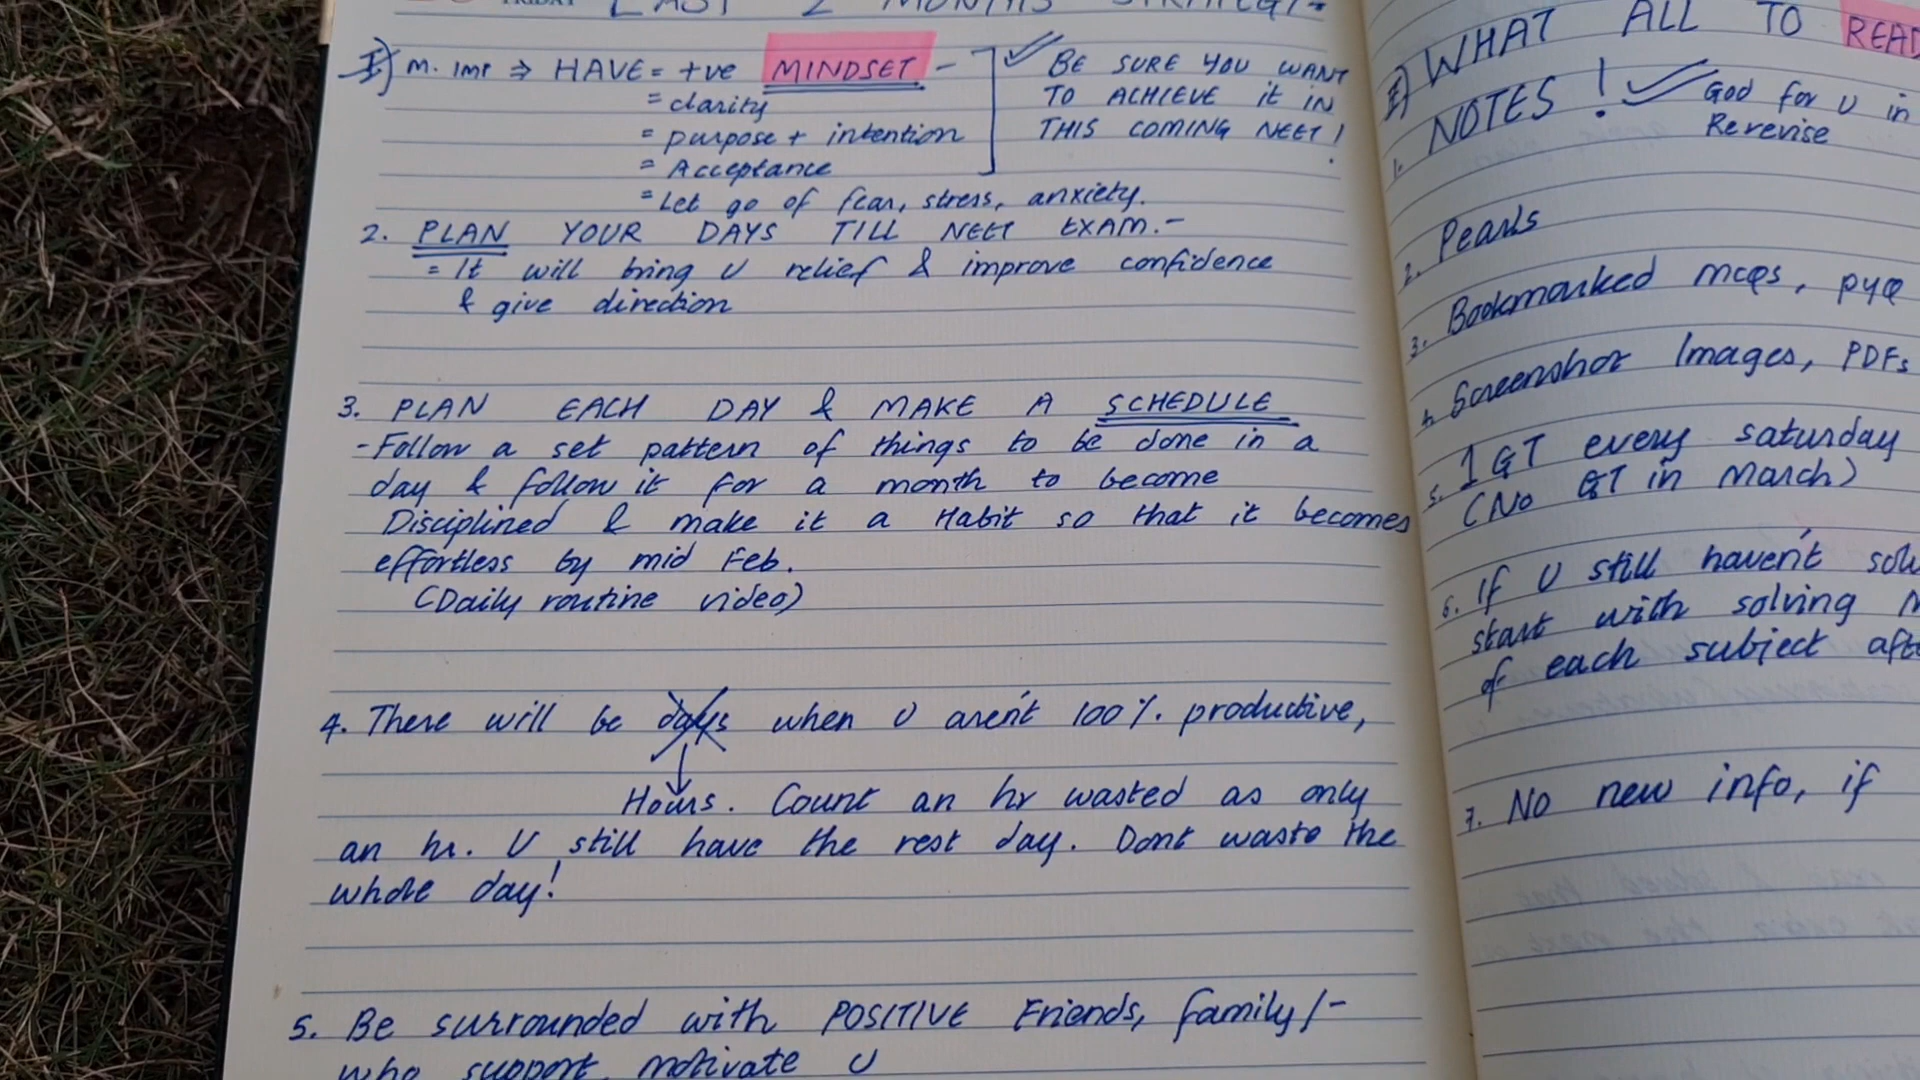 FRIDAY LAST 2 MONTHS STRATEGY
I) M. Imp ⇒ HAVE = +ve MINDSET -
= clarity
= purpose + intention
= Acceptance
= Let go of fear, stress, anxiety.
BE SURE YOU WANT
TO ACHIEVE it IN
THIS COMING NEET!
2. PLAN YOUR DAYS TILL NEET EXAM.-
= It will bring U relief & improve confidence
& give direction
3. PLAN EACH DAY & MAKE A SCHEDULE
- Follow a set pattern of things to be done in a
day & follow it for a month to become
Disciplined & make it a Habit so that it becomes
effortless by mid Feb.
(Daily routine video)
4. There will be days when U aren't 100%. productive,
Hours. Count an hr wasted as only
an hr. U still have the rest day. Dont waste the
whole day!
5. Be surrounded with POSITIVE Friends, family/-
who support motivate U
II) WHAT ALL TO READ
1. NOTES! God for U in
Rerevise
2. Pearls
3. Bookmarked mcqs, pyq
4. Screenshot Images, PDFs
5. 1 GT every saturday
(No GT in March)
6. If U still haven't
start with solving
of each subject
7. No new info, if